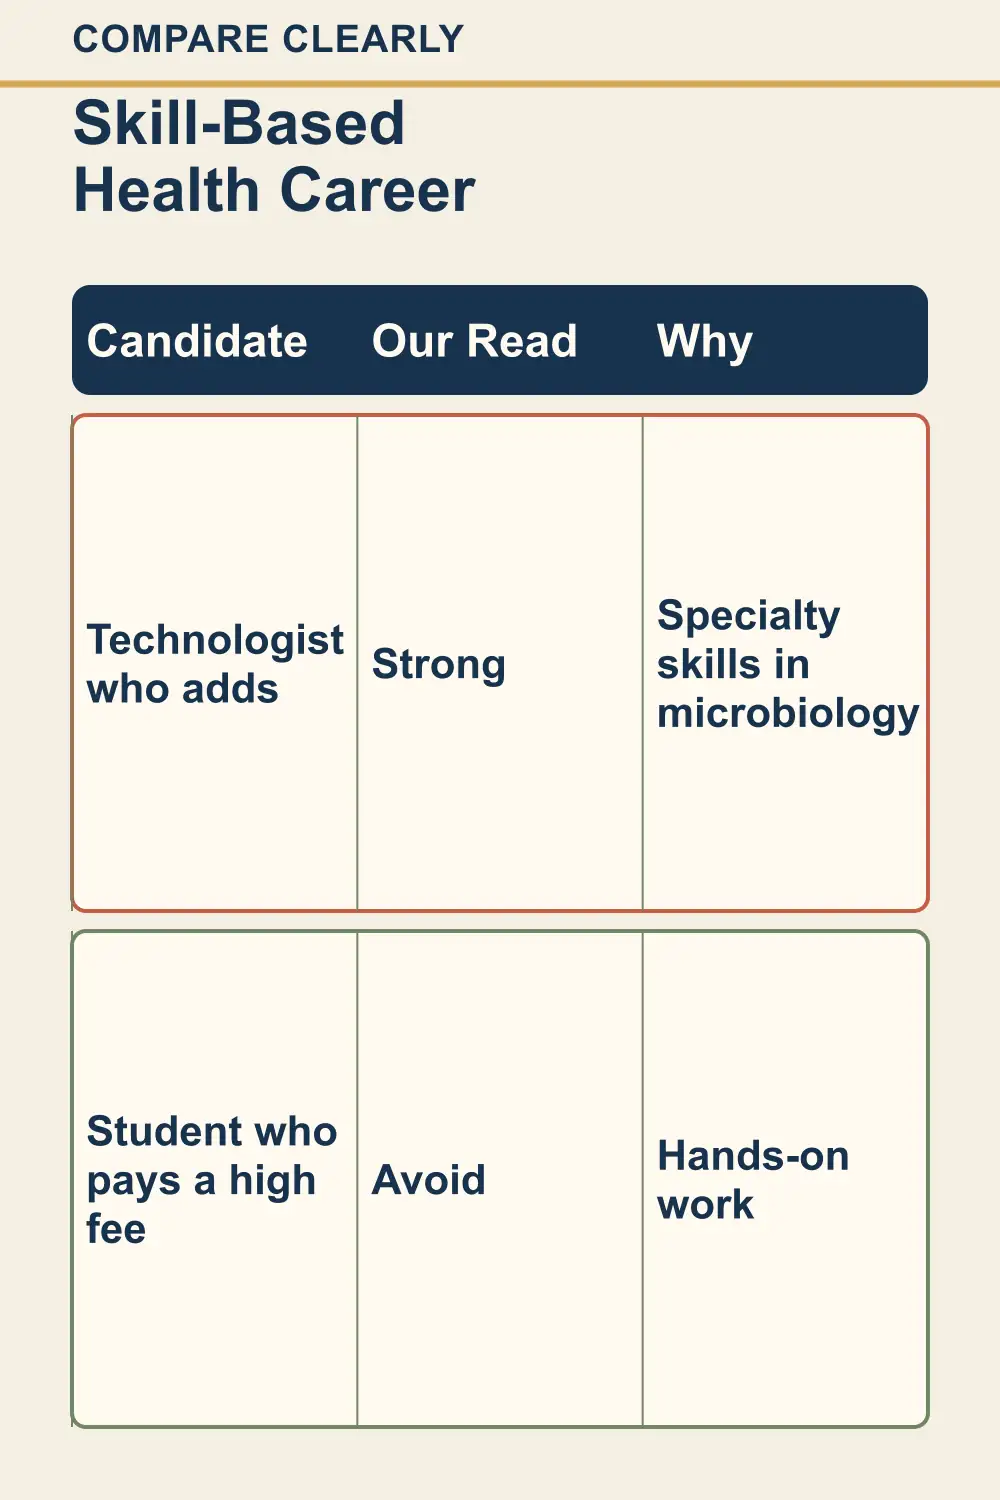 COMPARE CLEARLY
Skill-Based
Health Career
Candidate Our Read Why
Technologist
who adds
Strong
Specialty
skills in
microbiology
Student who
pays a high
fee
Avoid
Hands-on
work